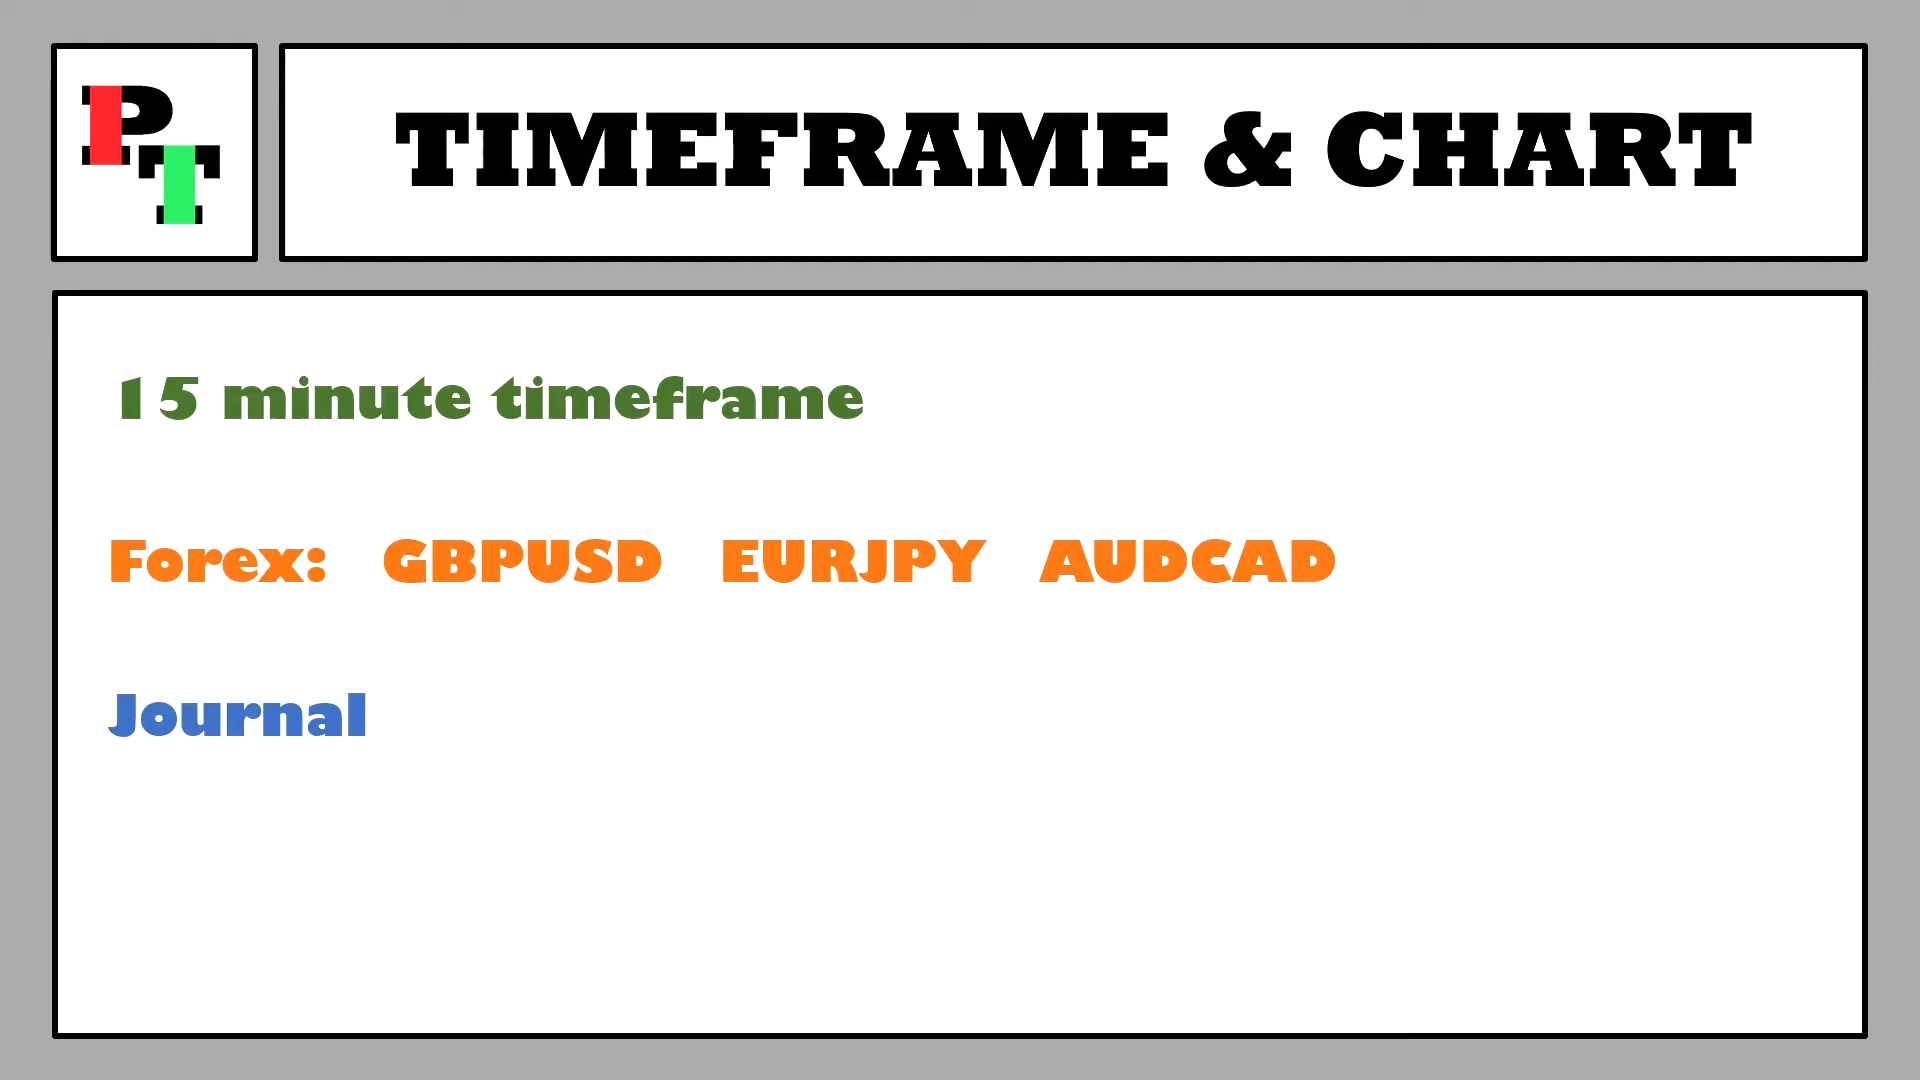 PT
TIMEFRAME & CHART
15 minute timeframe
Forex: GBPUSD EURJPY AUDCAD
Journal